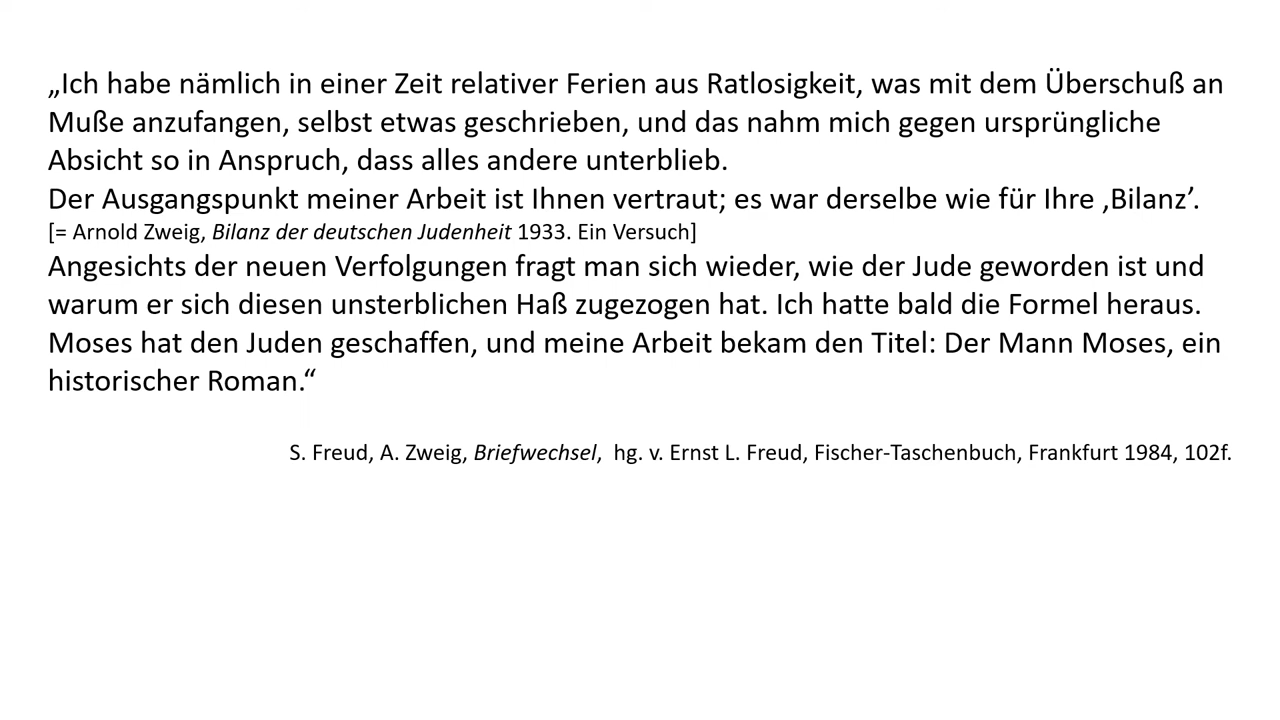 „Ich habe nämlich in einer Zeit relativer Ferien aus Ratlosigkeit, was mit dem Überschuß an
Muße anzufangen, selbst etwas geschrieben, und das nahm mich gegen ursprüngliche
Absicht so in Anspruch, dass alles andere unterblieb.
Der Ausgangspunkt meiner Arbeit ist Ihnen vertraut; es war derselbe wie für Ihre ‚Bilanz’.
[= Arnold Zweig, Bilanz der deutschen Judenheit 1933. Ein Versuch]
Angesichts der neuen Verfolgungen fragt man sich wieder, wie der Jude geworden ist und
warum er sich diesen unsterblichen Haß zugezogen hat. Ich hatte bald die Formel heraus.
Moses hat den Juden geschaffen, und meine Arbeit bekam den Titel: Der Mann Moses, ein
historischer Roman.“
S. Freud, A. Zweig, Briefwechsel, hg. v. Ernst L. Freud, Fischer-Taschenbuch, Frankfurt 1984, 102f.